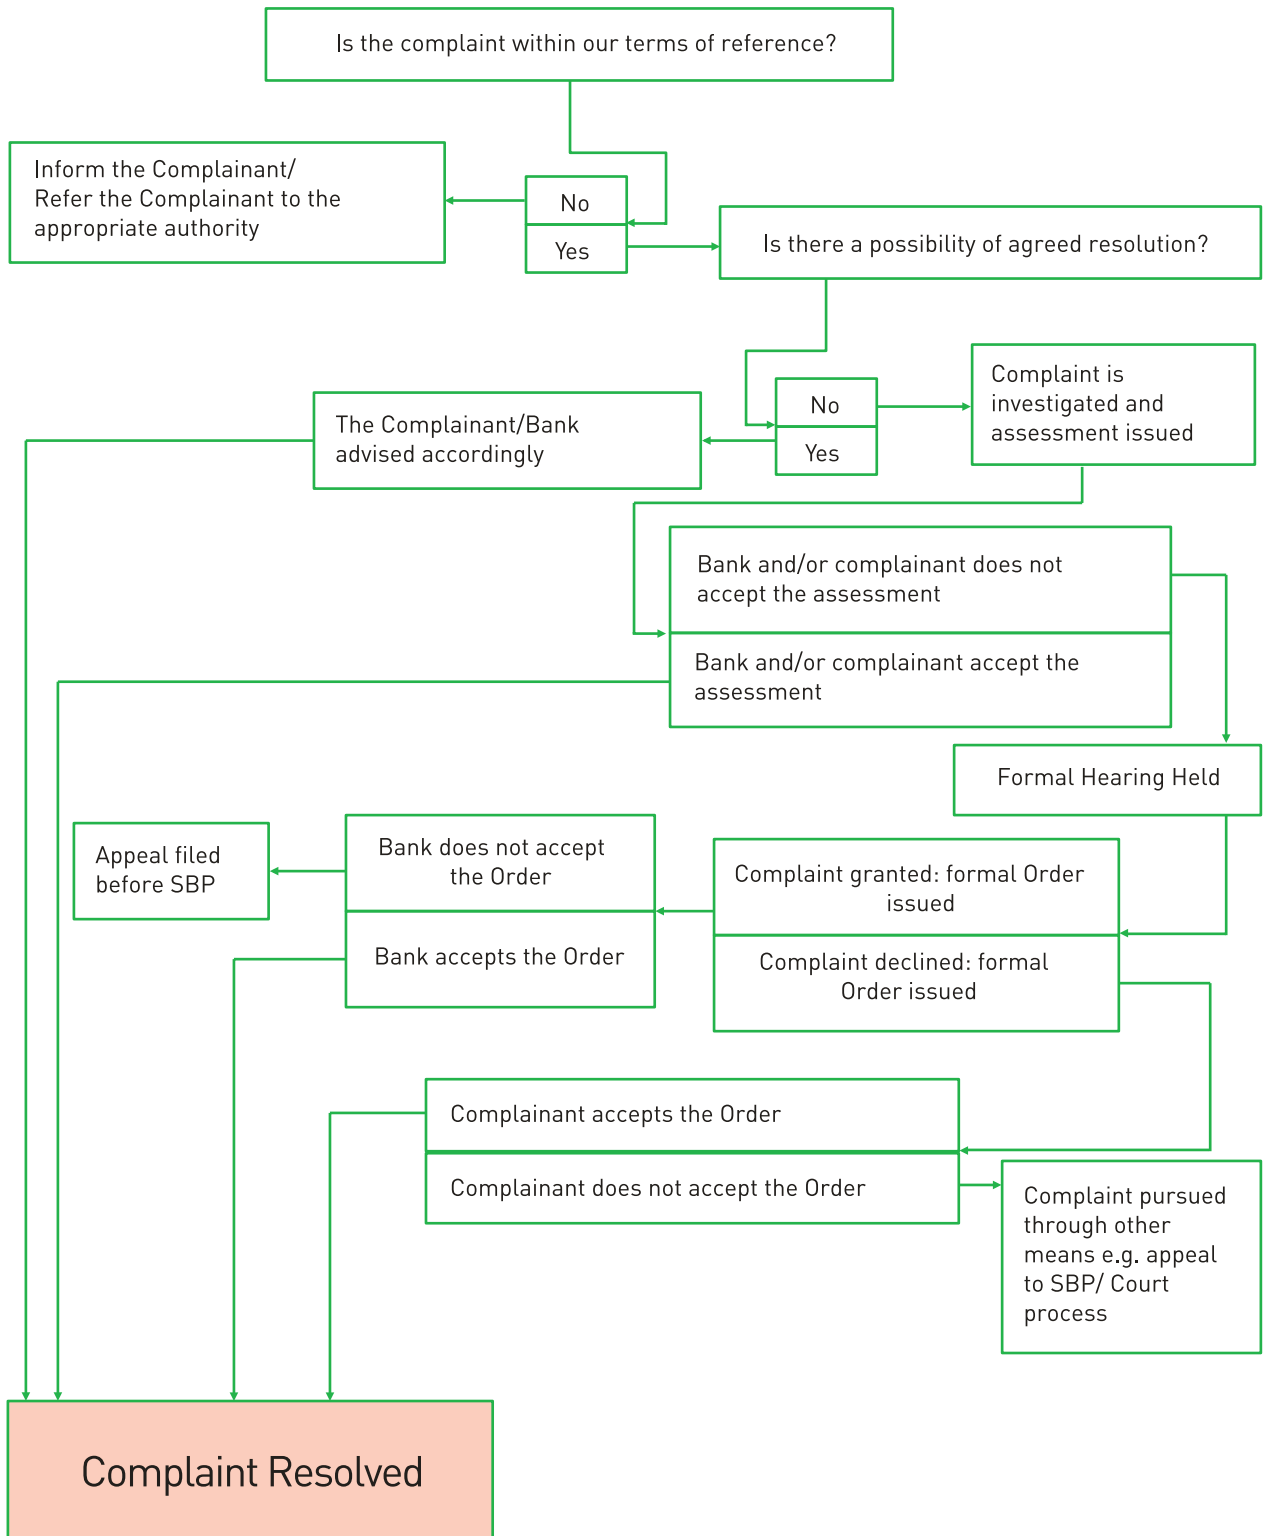 Is the complaint within our terms of reference?
Inform the Complainant/
Refer the Complainant to the
appropriate authority
No
Yes
Is there a possibility of agreed resolution?
The Complainant/Bank
advised accordingly
No
Yes
Complaint is
investigated and
assessment issued
Bank and/or complainant does not
accept the assessment
Bank and/or complainant accept the
assessment
Formal Hearing Held
Appeal filed
before SBP
Bank does not accept
the Order
Bank accepts the Order
Complaint granted: formal Order
issued
Complaint declined: formal
Order issued
Complainant accepts the Order
Complainant does not accept the Order
Complaint pursued
through other
means e.g. appeal
to SBP/ Court
process
Complaint Resolved